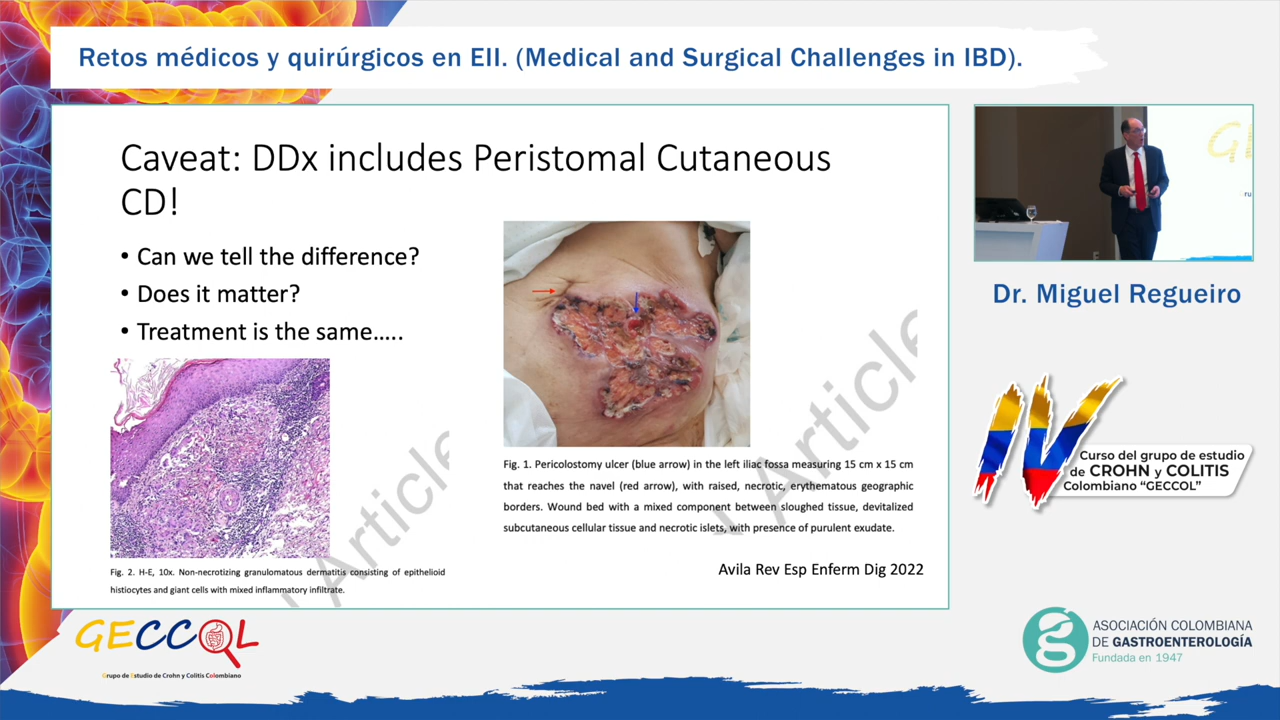 Retos médicos y quirúrgicos en EII. (Medical and Surgical Challenges in IBD).
Caveat: DDx includes Peristomal Cutaneous
CD!
• Can we tell the difference?
• Does it matter?
• Treatment is the same.....
Fig. 2. H-E, 10x. Non-necrotizing granulomatous dermatitis consisting of epithelioid
histiocytes and giant cells with mixed inflammatory infiltrate.
Article
Fig. 1. Pericolostomy ulcer (blue arrow) in the left iliac fossa measuring 15 cm x 15 cm
that reaches the navel (red arrow), with raised, necrotic, erythematous geographic
borders. Wound bed with a mixed component between sloughed tissue, devitalized
subcutaneous cellular tissue and necrotic islets, with presence of purulent exudate.
Article
Avila Rev Esp Enferm Dig 2022
Dr. Miguel Regueiro
IV
Curso del grupo de estudio
de CROHN y COLITIS
Colombiano "GECCOL"
GECCOL
Grupo de Estudio de Crohn y Colitis Colombiano
ASOCIACIÓN COLOMBIANA
DE GASTROENTEROLOGÍA
Fundada en 1947